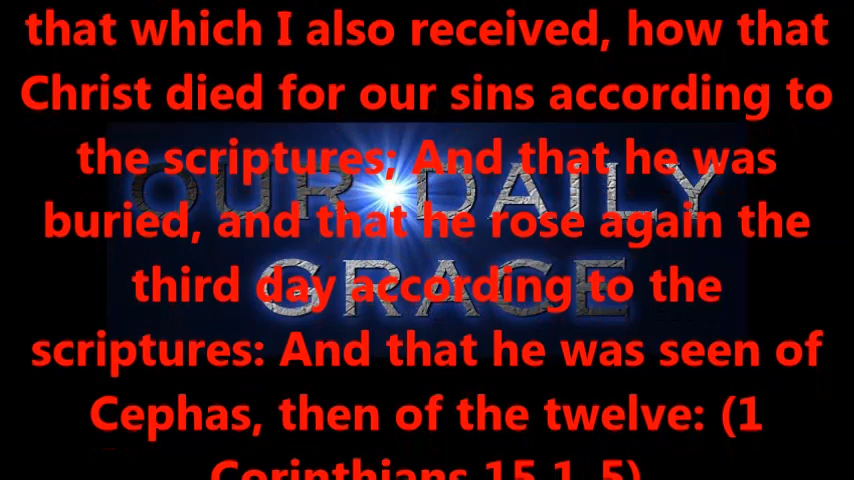 that which I also received, how that
Christ died for our sins according to
the scriptures; And that he was
buried, and that he rose again the
third day according to the
scriptures: And that he was seen of
Cephas, then of the twelve: (1
Corinthians 15 1-5)
OUR DAILY
GRACE